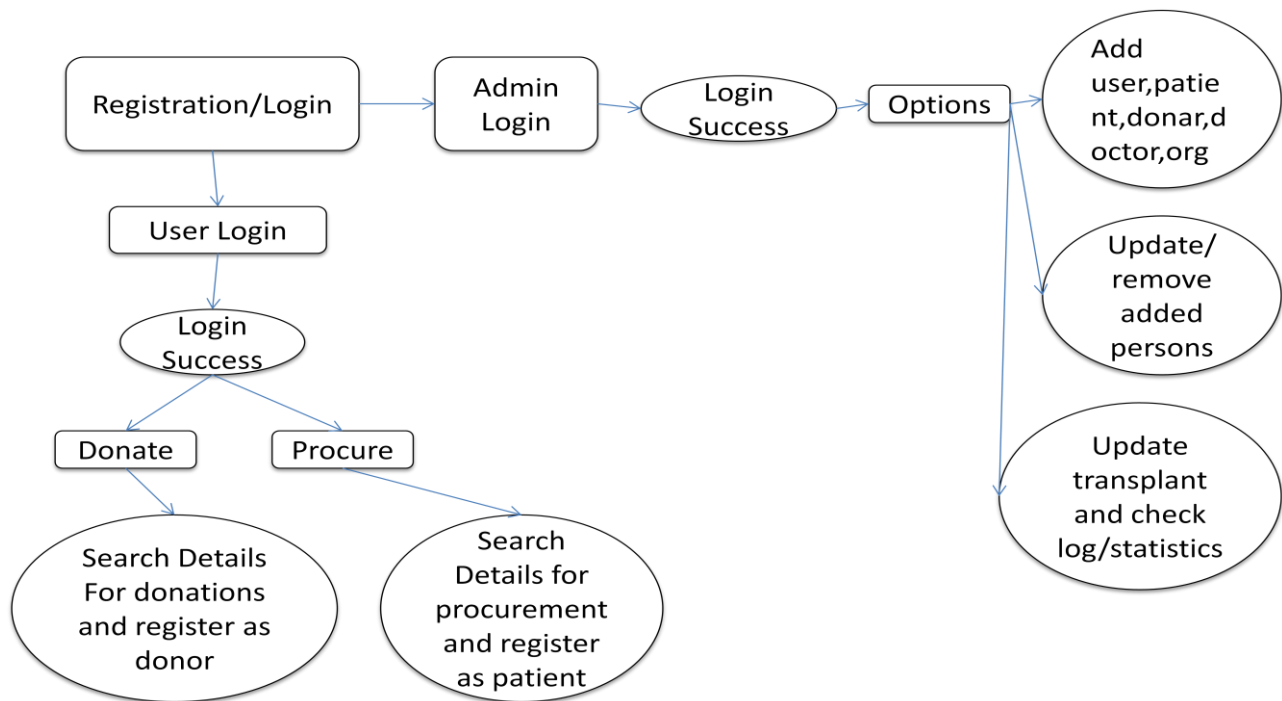 Registration/Login
Admin
Login
Login
Success
Options
Add
user,patie
nt,donar,d
octor,org
User Login
Update/
remove
added
persons
Login
Success
Donate
Procure
Update
transplant
and check
log/statistics
Search Details
For donations
and register as
donor
Search
Details for
procurement
and register
as patient